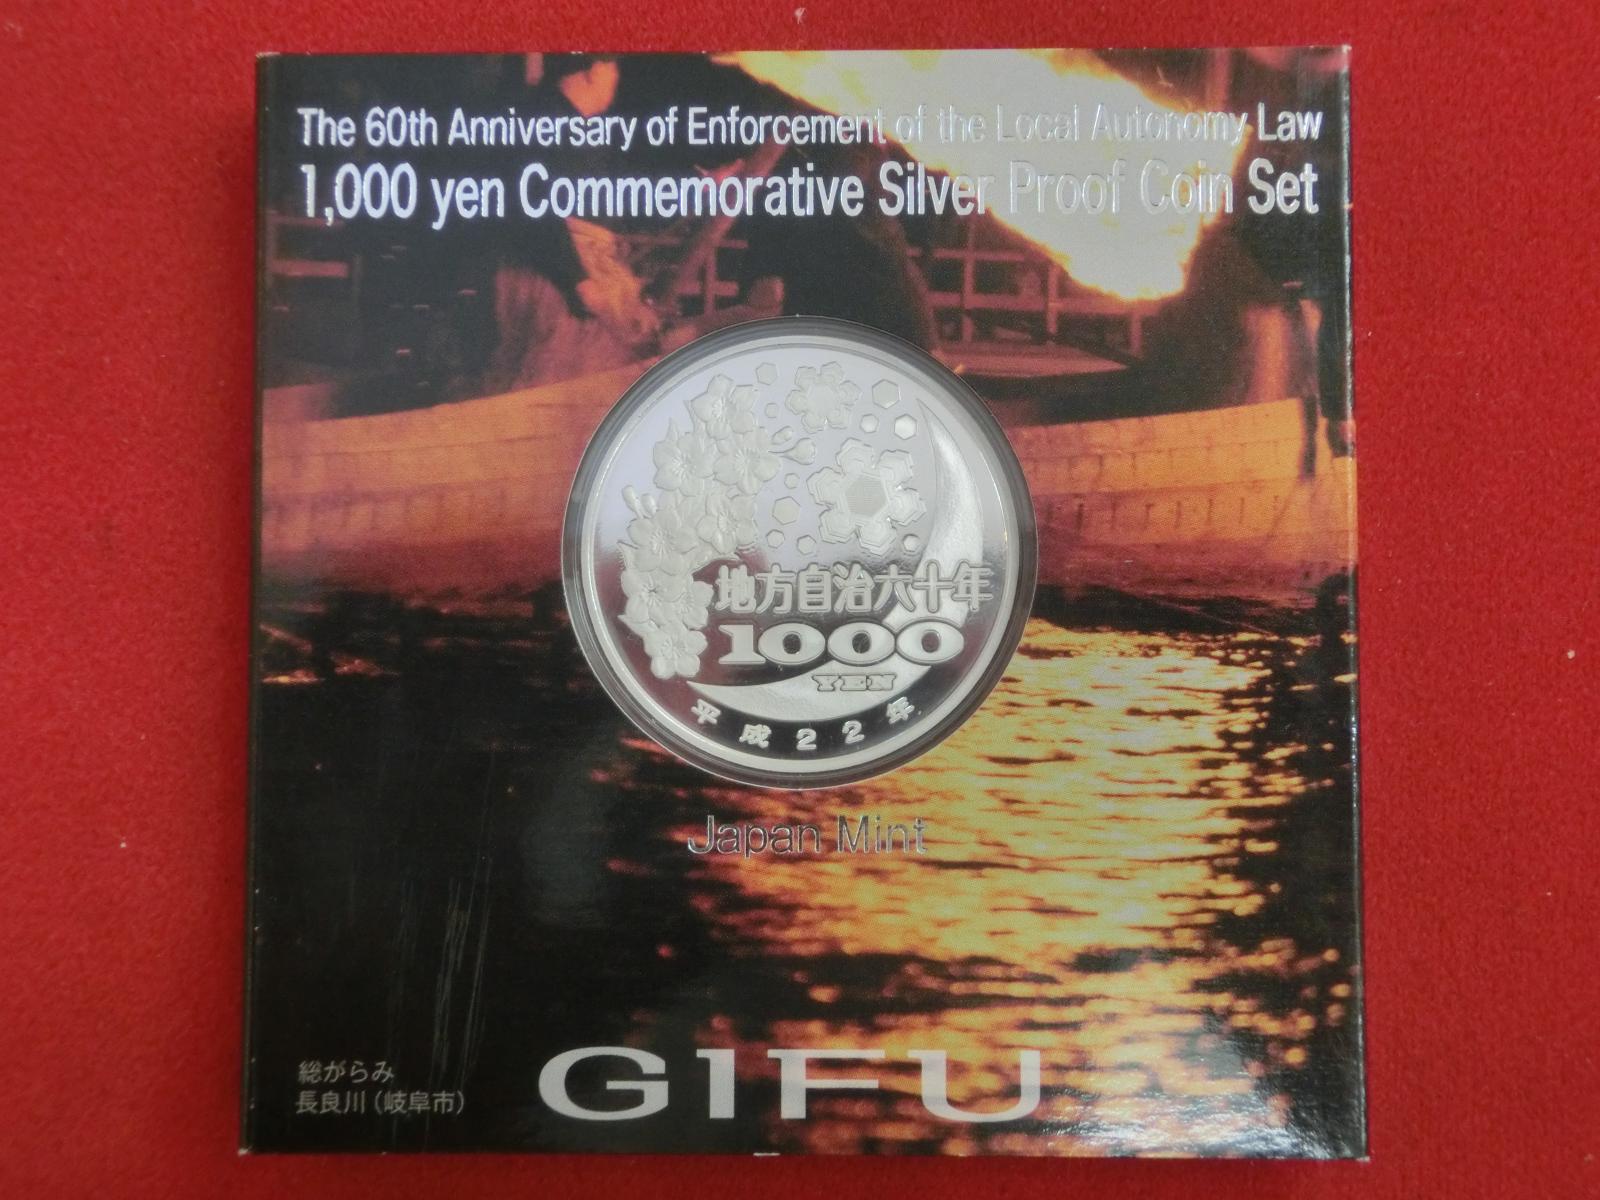 The 60th Anniversary of Enforcement of the Local Autonomy Law
1,000 yen Commemorative Silver Proof Coin Set
地方自治六十年
1000
YEN
平成22年
Japan Mint
総がらみ
長良川(岐阜市)
GIFU